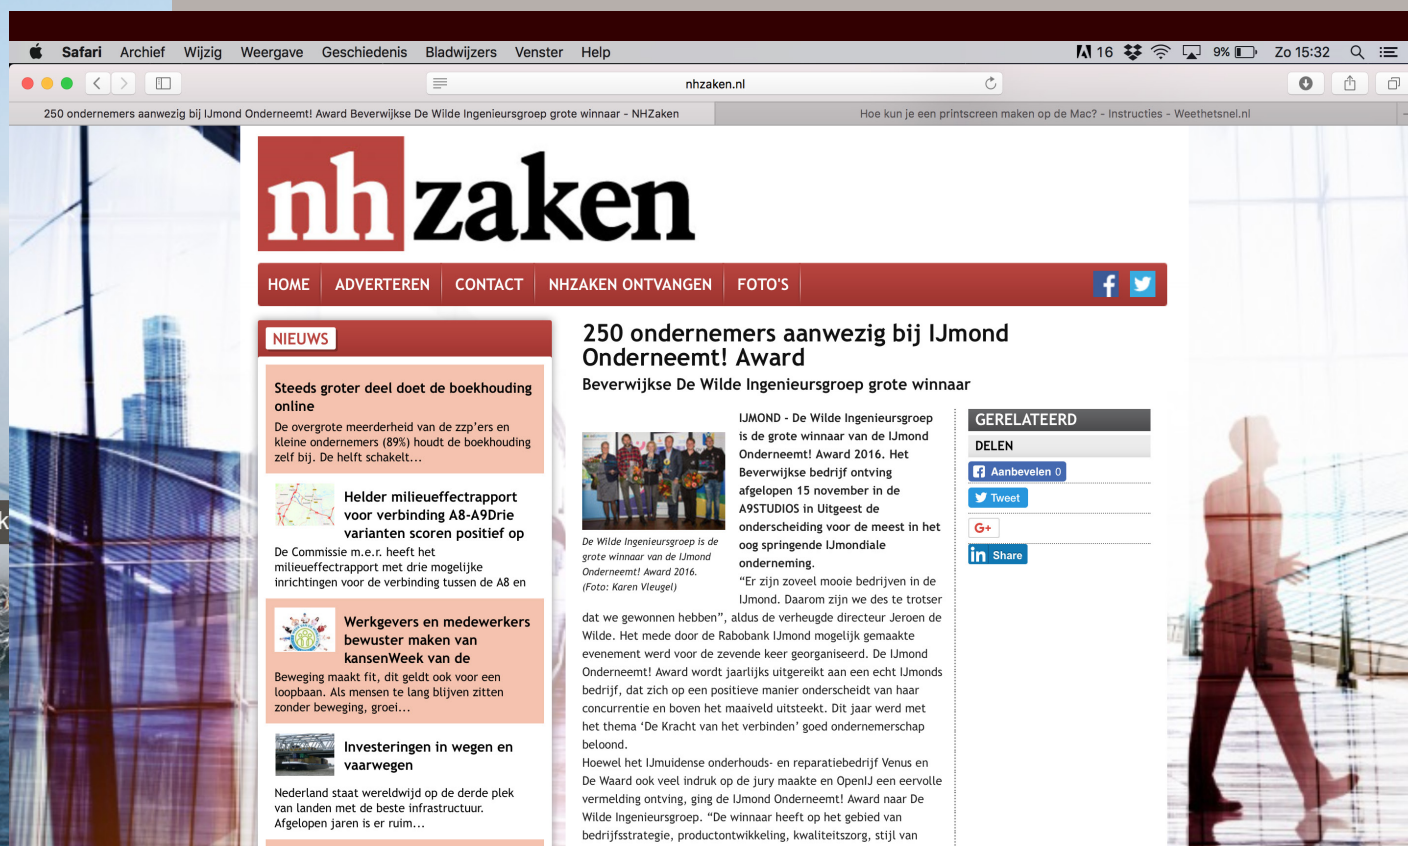 Safari Archief Wijzig Weergave Geschiedenis Bladwijzers Venster Help 16 9% Zo 15:32
nhzaken.nl
250 ondernemers aanwezig bij IJmond Onderneemt! Award Beverwijkse De Wilde Ingenieursgroep grote winnaar - NHZaken
Hoe kun je een printscreen maken op de Mac? - Instructies - Weethetsnel.nl
nhzaken
HOME ADVERTEREN CONTACT NHZAKEN ONTVANGEN FOTO'S
NIEUWS
Steeds groter deel doet de boekhouding
online
De overgrote meerderheid van de zzp'ers en
kleine ondernemers (89%) houdt de boekhouding
zelf bij. De helft schakelt...
Helder milieueffectrapport
voor verbinding A8-A9Drie
varianten scoren positief op
De Commissie m.e.r. heeft het
milieueffectrapport met drie mogelijke
inrichtingen voor de verbinding tussen de A8 en
Werkgevers en medewerkers
bewuster maken van
kansenWeek van de
Beweging maakt fit, dit geldt ook voor een
loopbaan. Als mensen te lang blijven zitten
zonder beweging, groei...
Investeringen in wegen en
vaarwegen
Nederland staat wereldwijd op de derde plek
van landen met de beste infrastructuur.
Afgelopen jaren is er ruim...
250 ondernemers aanwezig bij IJmond
Onderneemt! Award
Beverwijkse De Wilde Ingenieursgroep grote winnaar
De Wilde Ingenieursgroep is de
grote winnaar van de IJmond
Onderneemt! Award 2016.
(Foto: Karen Vleugel)
IJMOND - De Wilde Ingenieursgroep
is de grote winnaar van de IJmond
Onderneemt! Award 2016. Het
Beverwijkse bedrijf ontving
afgelopen 15 november in de
A9STUDIOS in Uitgeest de
onderscheiding voor de meest in het
oog springende IJmondiale
onderneming.
“Er zijn zoveel mooie bedrijven in de
IJmond. Daarom zijn we des te trotser
dat we gewonnen hebben”, aldus de verheugde directeur Jeroen de
Wilde. Het mede door de Rabobank IJmond mogelijk gemaakte
evenement werd voor de zevende keer georganiseerd. De IJmond
Onderneemt! Award wordt jaarlijks uitgereikt aan een echt IJmonds
bedrijf, dat zich op een positieve manier onderscheidt van haar
concurrentie en boven het maaiveld uitsteekt. Dit jaar werd met
het thema ‘De Kracht van het verbinden’ goed ondernemerschap
beloond.
Hoewel het IJmuidense onderhouds- en reparatiebedrijf Venus en
De Waard ook veel indruk op de jury maakte en OpenIJ een eervolle
vermelding ontving, ging de IJmond Onderneemt! Award naar De
Wilde Ingenieursgroep. “De winnaar heeft op het gebied van
bedrijfsstrategie, productontwikkeling, kwaliteitszorg, stijl van
GERELATEERD
DELEN
Aanbevelen 0
Tweet
G+
in Share